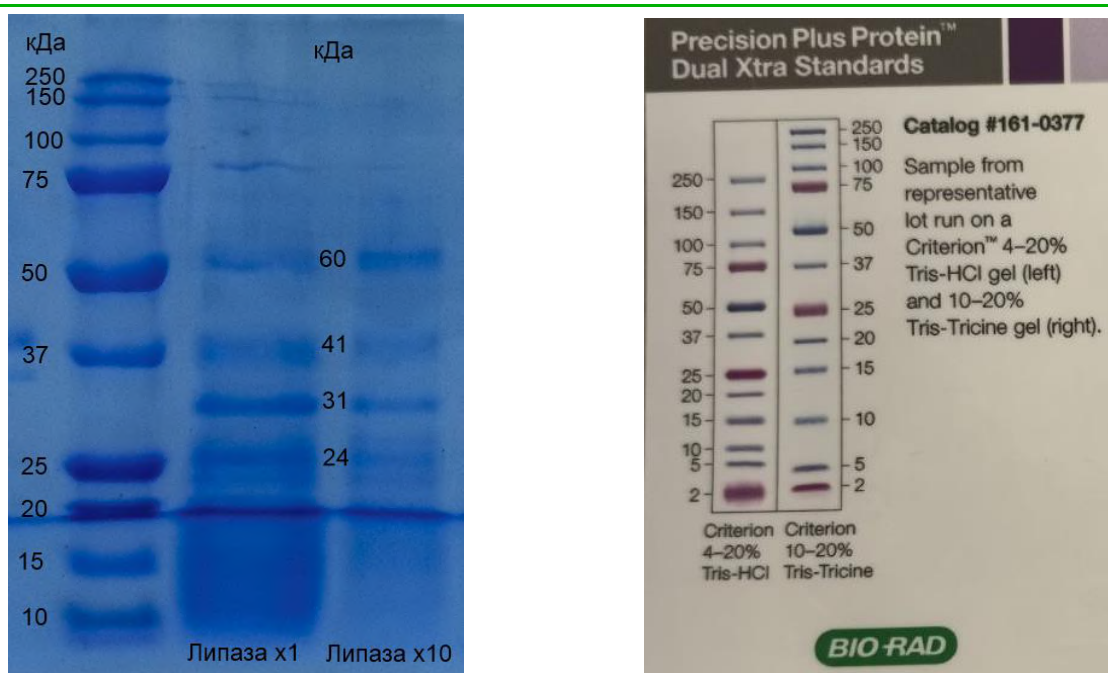 кДа
250
150
100
75
50
37
25
20
15
10
кДа
60
41
31
24
Липаза x1
Липаза x10
Precision Plus Protein™
Dual Xtra Standards
250
150
100
75
50
37
25
20
15
10
5
2
250
150
100
75
50
37
25
20
15
10
5
2
Criterion
4–20%
Tris-HCl
Criterion
10–20%
Tris-Tricine
Catalog #161-0377
Sample from
representative
lot run on a
Criterion™ 4–20%
Tris-HCl gel (left)
and 10–20%
Tris-Tricine gel (right).
BIO-RAD